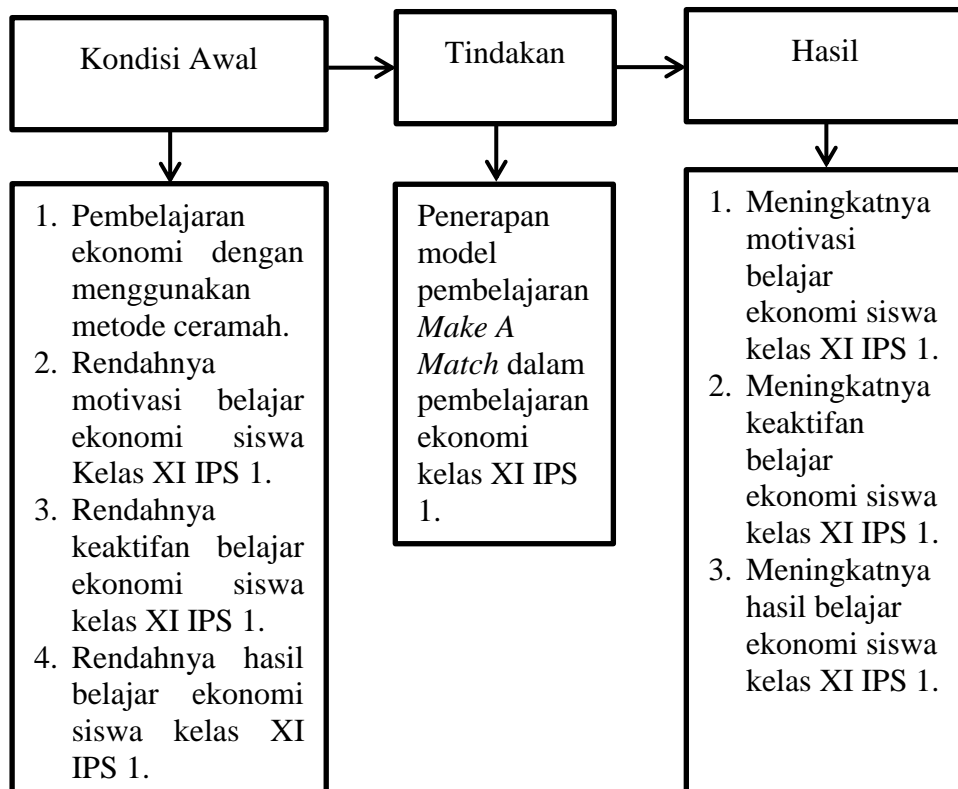 Kondisi Awal
Tindakan
Hasil
1. Pembelajaran
ekonomi dengan
menggunakan
metode ceramah.
2. Rendahnya
motivasi belajar
ekonomi siswa
Kelas XI IPS 1.
3. Rendahnya
keaktifan belajar
ekonomi siswa
kelas XI IPS 1.
4. Rendahnya hasil
belajar ekonomi
siswa kelas XI
IPS 1.
Penerapan
model
pembelajaran
Make A
Match dalam
pembelajaran
ekonomi
kelas XI IPS
1.
1. Meningkatnya
motivasi
belajar
ekonomi siswa
kelas XI IPS 1.
2. Meningkatnya
keaktifan
belajar
ekonomi siswa
kelas XI IPS 1.
3. Meningkatnya
hasil belajar
ekonomi siswa
kelas XI IPS 1.